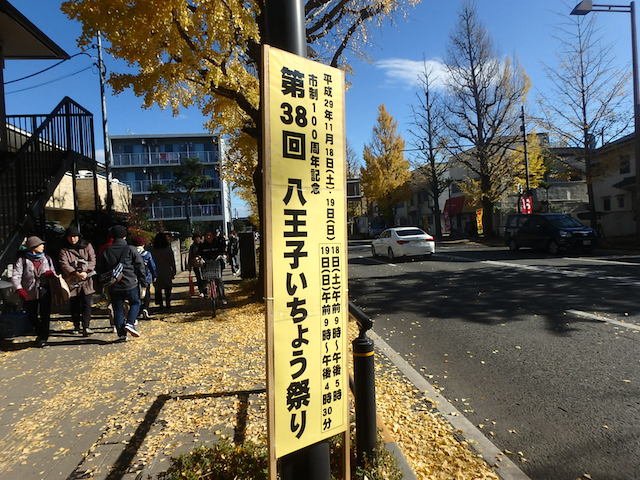 平成29年11月18日(土)、19日(日)
18日(土)午前9時〜午後5時
19日(日)午前9時〜午後4時30分
市制100周年記念
第38回 八王子いちょう祭り